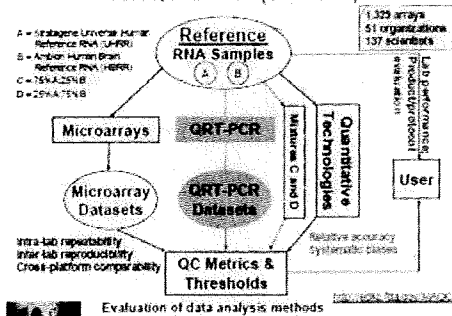 A = Stratagene Universal Human
Reference RNA (UHRR)
B = Ambion Human Brain
Reference RNA (HBRR)
C = 75%A:25%B
D = 25%A:75%B
Reference
RNA Samples
A B
1,329 arrays
51 organizations
137 scientists
Microarrays
QRT-PCR
Mixtures C and D
Quantitative
Technologies
Lab performance,
Product/protocol
evaluation
User
Microarray
Datasets
QRT-PCR
Datasets
Intra-lab repeatability
Inter-lab reproducibility
Cross-platform comparability
QC Metrics &
Thresholds
Relative accuracy
Systematic biases
Evaluation of data analysis methods